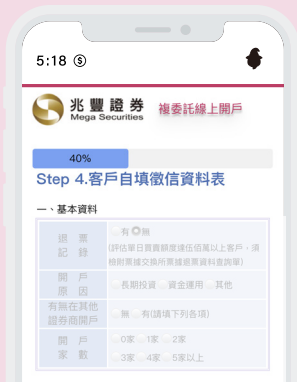 5:18 Ⓢ
兆豐證券
Mega Securities
複委託線上開戶
40%
Step 4.客戶自填徵信資料表
一、基本資料
退票記錄
有 無
(評估單日買賣額度達伍佰萬以上客戶，須
檢附票據交換所票據退票資料查詢單)
開戶原因
長期投資 資金運用 其他
有無在其他
證券商開戶
無 有(請填下列各項)
開戶家數
0家 1家 2家
3家 4家 5家以上